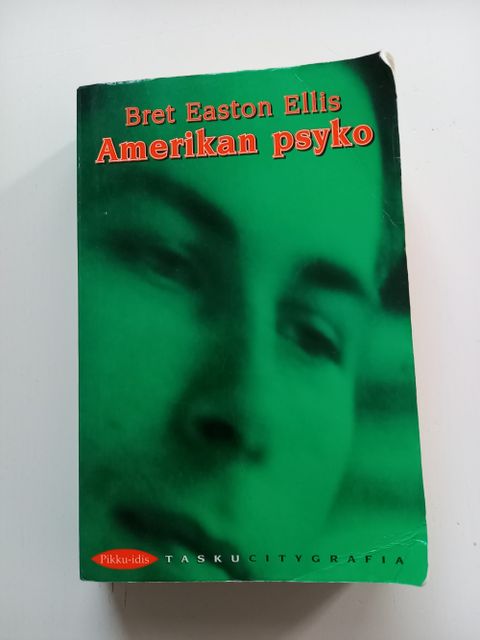 Bret Easton Ellis
Amerikan psyko
Pikku-idis TASKUCITYGRAFIA